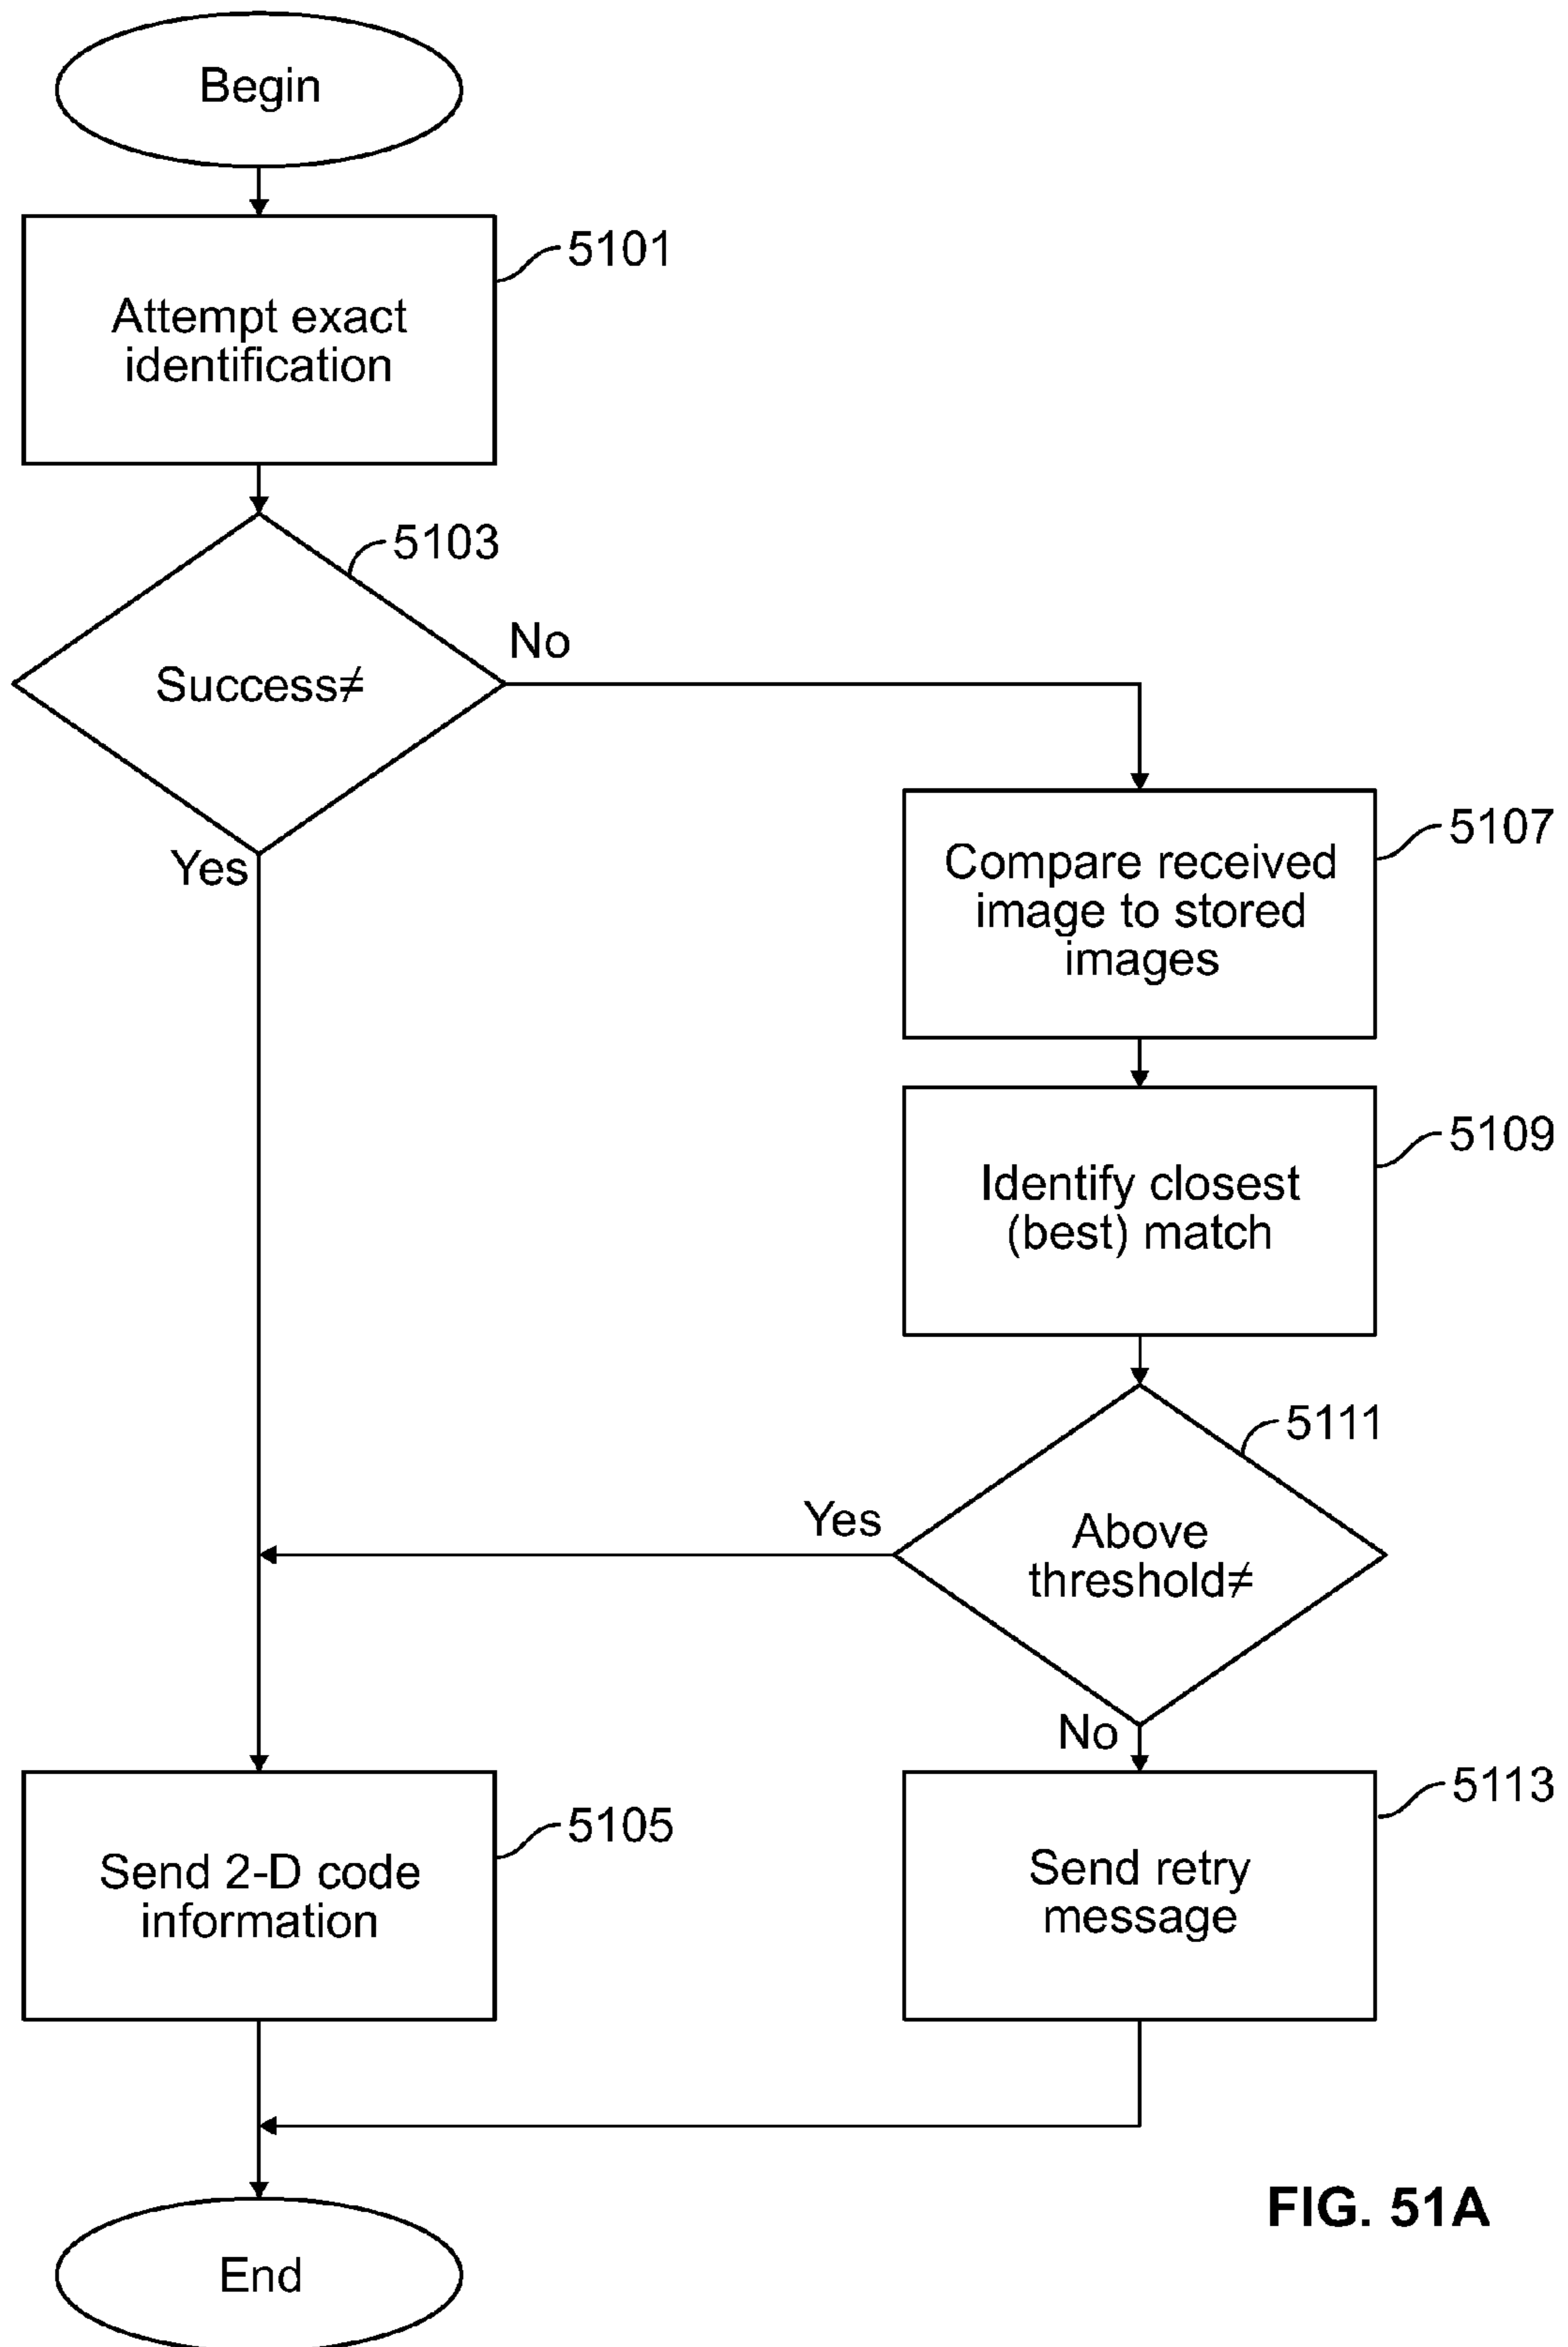 Begin
5101
Attempt exact
identification
5103
Success≠
No
Yes
5107
Compare received
image to stored
images
5109
Identify closest
(best) match
5111
Above
threshold≠
Yes
No
5105
Send 2-D code
information
5113
Send retry
message
End
FIG. 51A